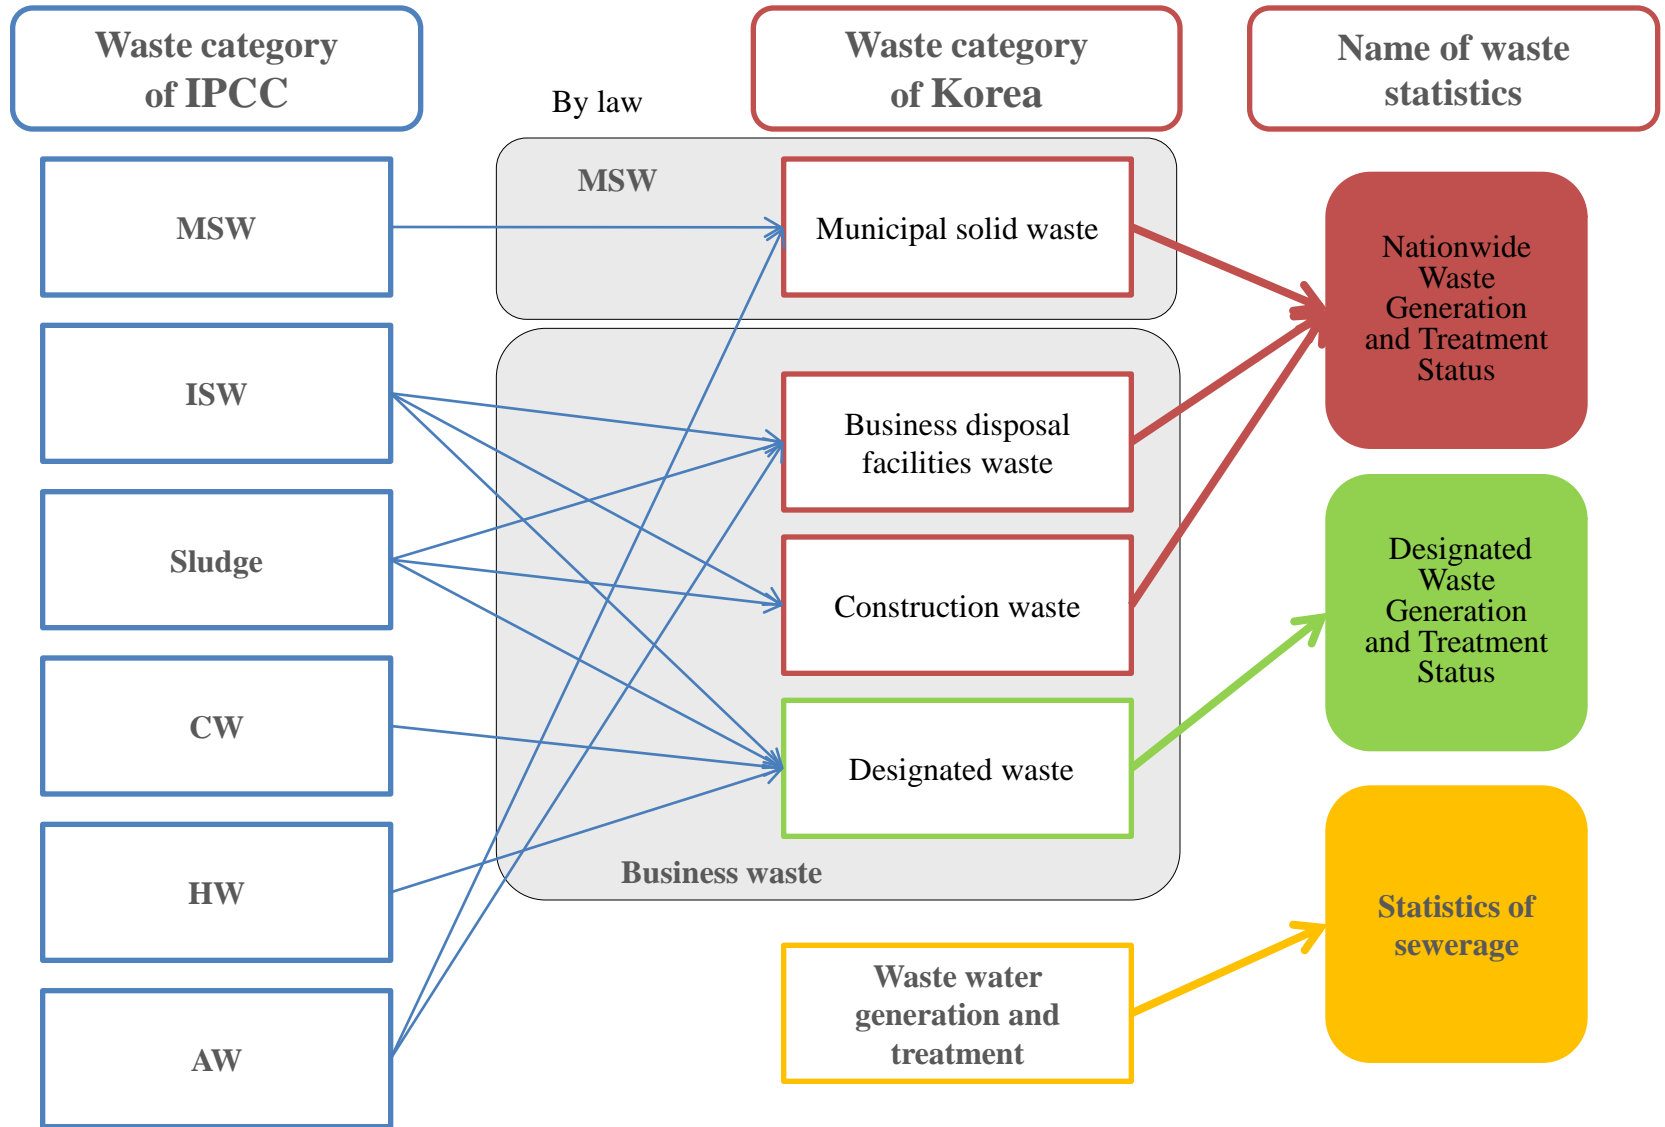 Waste category
of IPCC
Waste category
of Korea
Name of waste
statistics
By law
MSW
ISW
Sludge
CW
HW
AW
MSW
Municipal solid waste
Business disposal
facilities waste
Construction waste
Designated waste
Business waste
Waste water
generation and
treatment
Nationwide
Waste
Generation
and Treatment
Status
Designated
Waste
Generation
and Treatment
Status
Statistics of
sewerage